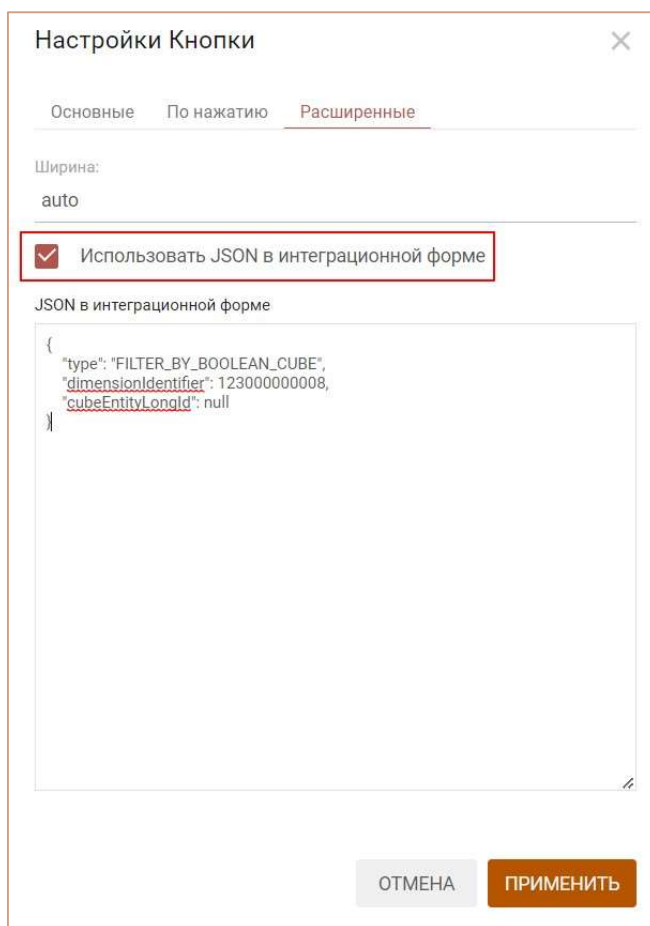 Настройки Кнопки
Основные По нажатию Расширенные
Ширина:
auto
Использовать JSON в интеграционной форме
JSON в интеграционной форме
{
"type": "FILTER_BY_BOOLEAN_CUBE",
"dimensionIdentifier": 123000000008,
"cubeEntityLongId": null
}
ОТМЕНА ПРИМЕНИТЬ